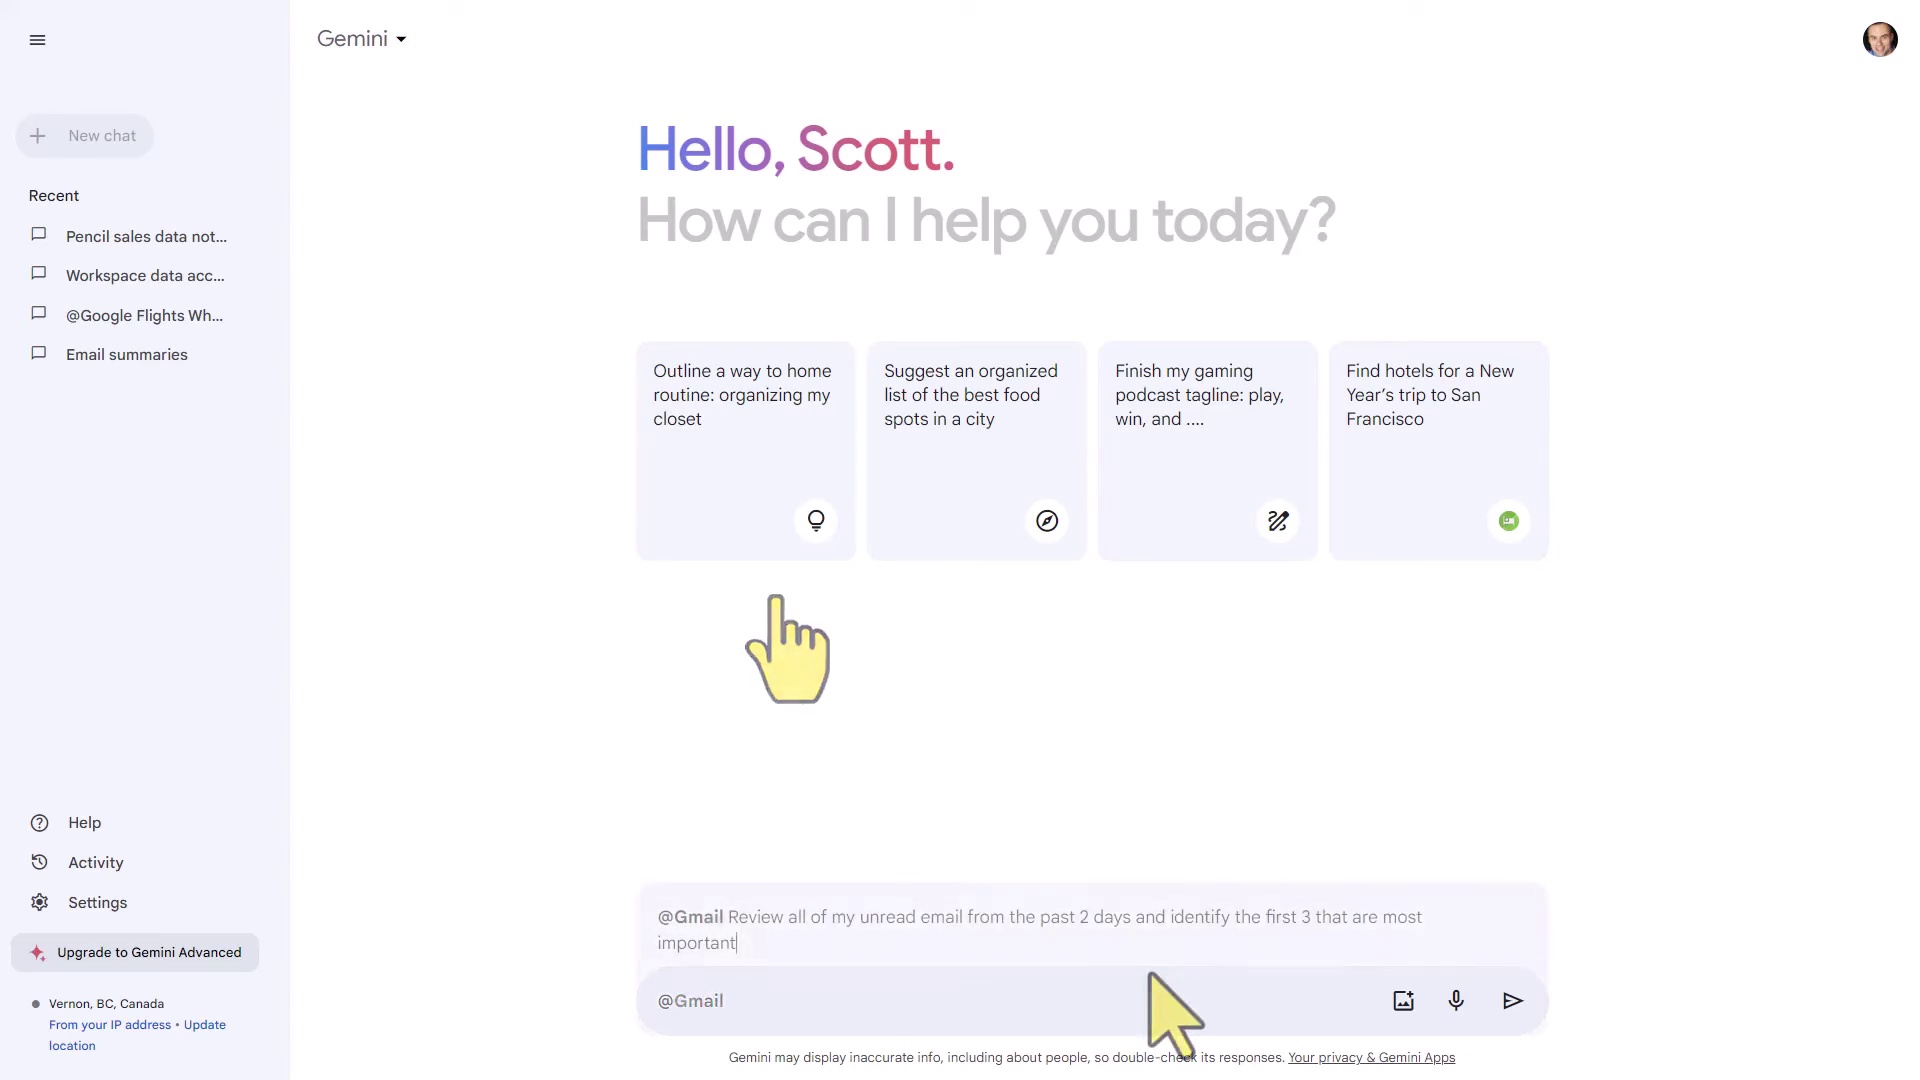 Gemini
New chat
Recent
Pencil sales data not...
Workspace data acc...
@Google Flights Wh...
Email summaries
Help
Activity
Settings
Upgrade to Gemini Advanced
Vernon, BC, Canada
From your IP address • Update
location
Hello, Scott.
How can I help you today?
Outline a way to home
routine: organizing my
closet
Suggest an organized
list of the best food
spots in a city
Finish my gaming
podcast tagline: play,
win, and ....
Find hotels for a New
Year’s trip to San
Francisco
@Gmail Review all of my unread email from the past 2 days and identify the first 3 that are most
important
@Gmail
Gemini may display inaccurate info, including about people, so double-check its responses. Your privacy & Gemini Apps